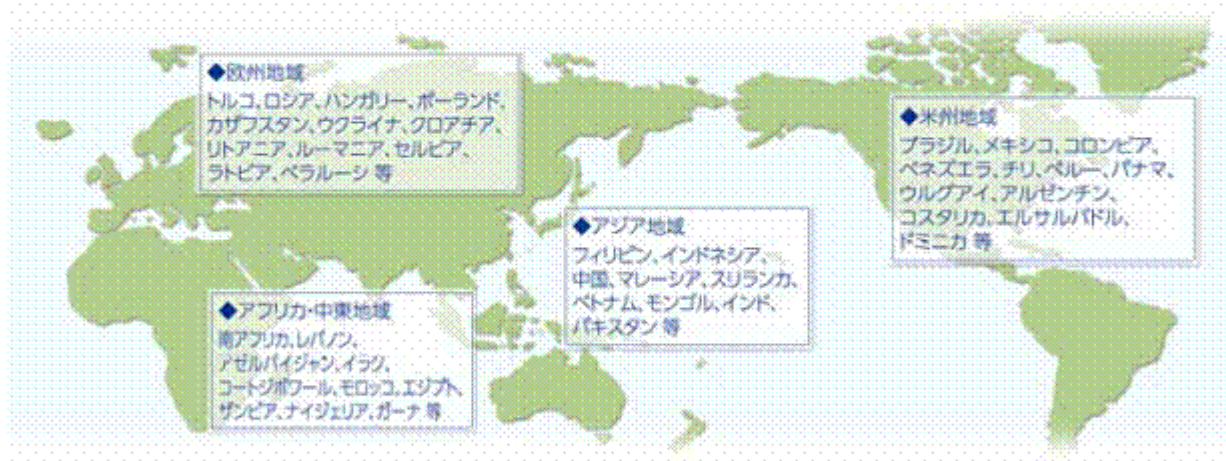 ◆欧州地域
トルコ、ロシア、ハンガリー、ポーランド、
カザフスタン、ウクライナ、クロアチア、
リトアニア、ルーマニア、セルビア、
ラトビア、ベラルーシ 等
◆アジア地域
フィリピン、インドネシア、
中国、マレーシア、スリランカ、
ベトナム、モンゴル、インド、
パキスタン 等
◆米州地域
ブラジル、メキシコ、コロンビア、
ベネズエラ、チリ、ペルー、パナマ、
ウルグアイ、アルゼンチン、
コスタリカ、エルサルバドル、
ドミニカ 等
◆アフリカ・中東地域
南アフリカ、レバノン、
アゼルバイジャン、イラク、
コートジボワール、モロッコ、エジプト、
ザンビア、ナイジェリア、ガーナ 等